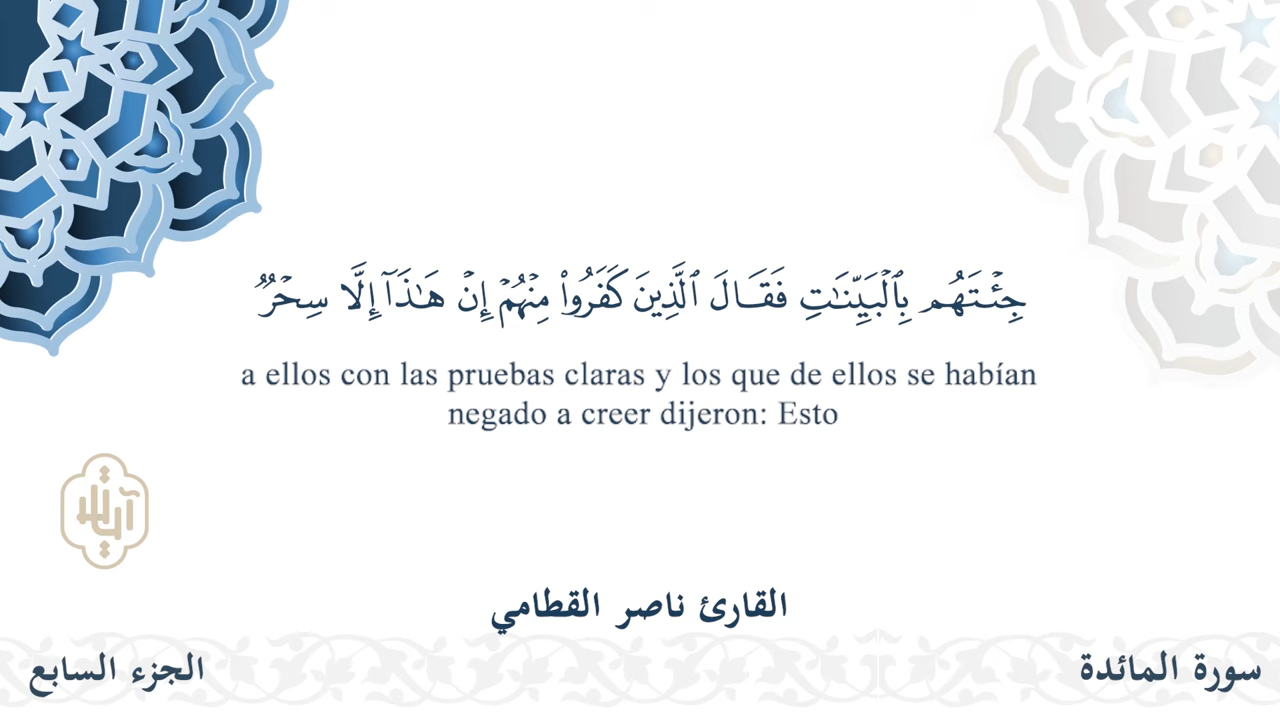 جِئۡتَهُم بِٱلۡبَيِّنَٰتِ فَقَالَ ٱلَّذِينَ كَفَرُواْ مِنۡهُمۡ إِنۡ هَٰذَآ إِلَّا سِحۡرٞ
a ellos con las pruebas claras y los que de ellos se habían
negado a creer dijeron: Esto
القارئ ناصر القطامي
سورة المائدة
الجزء السابع